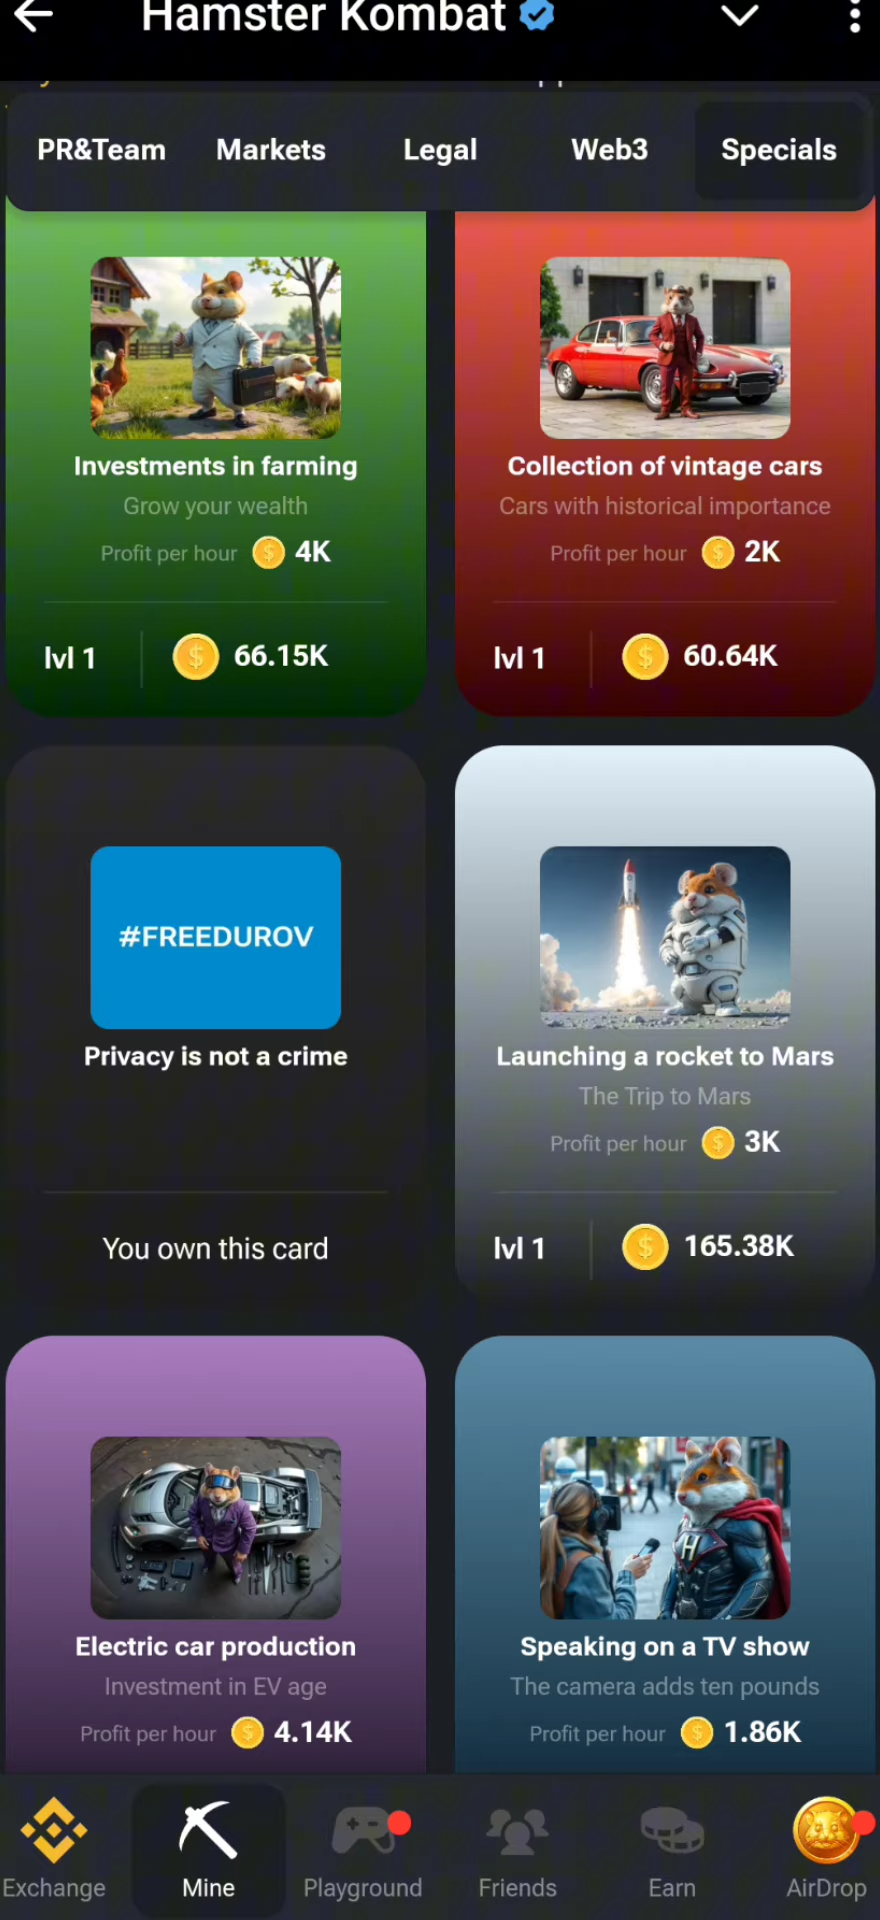 Hamster Kombat
PR&Team Markets Legal Web3 Specials
Investments in farming
Grow your wealth
Profit per hour 4K
lvl 1 66.15K
Collection of vintage cars
Cars with historical importance
Profit per hour 2K
lvl 1 60.64K
#FREEDUROV
Privacy is not a crime
You own this card
Launching a rocket to Mars
The Trip to Mars
Profit per hour 3K
lvl 1 165.38K
Electric car production
Investment in EV age
Profit per hour 4.14K
H
Speaking on a TV show
The camera adds ten pounds
Profit per hour 1.86K
Exchange Mine Playground Friends Earn AirDrop